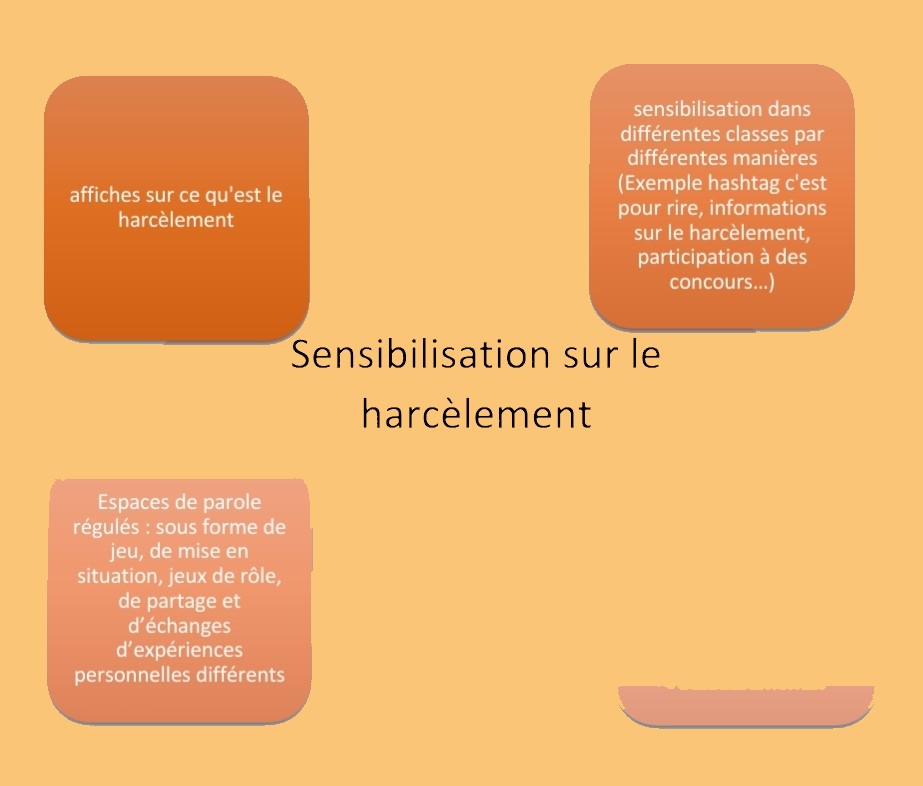 affiches sur ce qu'est le
harcèlement
sensibilisation dans
différentes classes par
différentes manières
(Exemple hashtag c'est
pour rire, informations
sur le harcèlement,
participation à des
concours...)
Sensibilisation sur le
harcèlement
Espaces de parole
régulés : sous forme de
jeu, de mise en
situation, jeux de rôle,
de partage et
d’échanges
d’expériences
personnelles différents